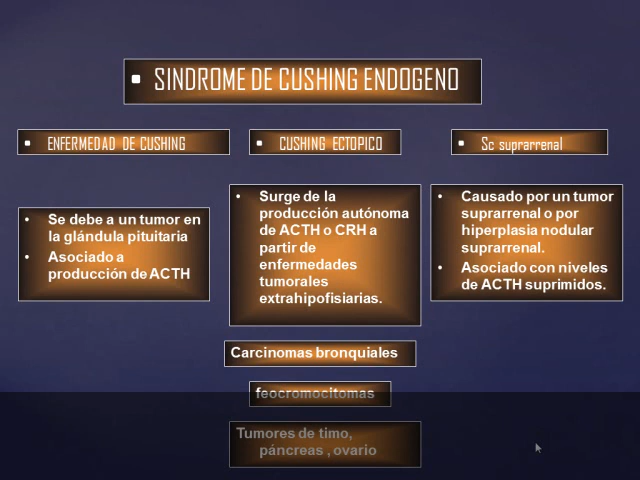 • SINDROME DE CUSHING ENDOGENO
• ENFERMEDAD DE CUSHING
• CUSHING ECTOPICO
• Sc suprarrenal
• Se debe a un tumor en
la glándula pituitaria
• Asociado a
producción de ACTH
• Surge de la
producción autónoma
de ACTH o CRH a
partir de
enfermedades
tumorales
extrahipofisiarias.
• Causado por un tumor
suprarrenal o por
hiperplasia nodular
suprarrenal.
• Asociado con niveles
de ACTH suprimidos.
Carcinomas bronquiales
feocromocitomas
Tumores de timo,
páncreas , ovario